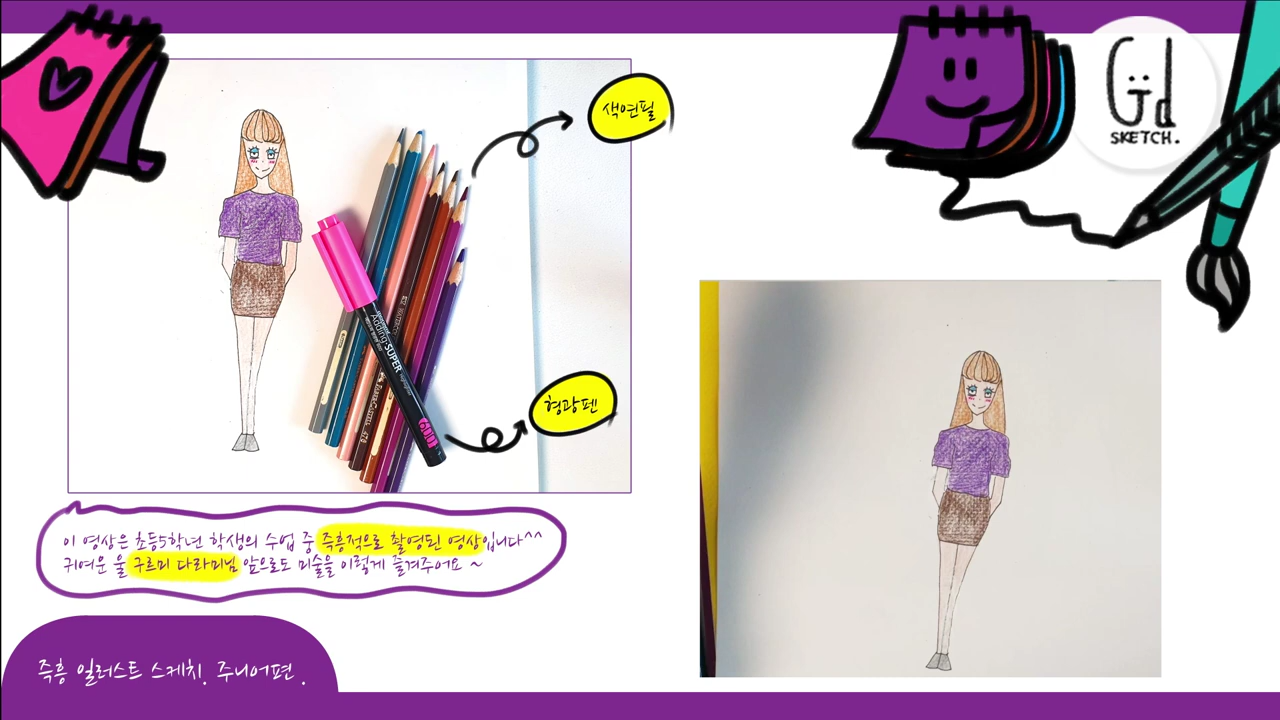 색연필
Gd
SKETCH.
Adding·SUPER
Highlighter
형광펜
이 영상은 초등5학년 학생의 수업 중 즉흥적으로 촬영된 영상입니다^^
귀여운 울 구르미 다라미님 앞으로도 미술을 이렇게 즐겨주어요 ~
즉흥 일러스트 스케치. 주니어편.